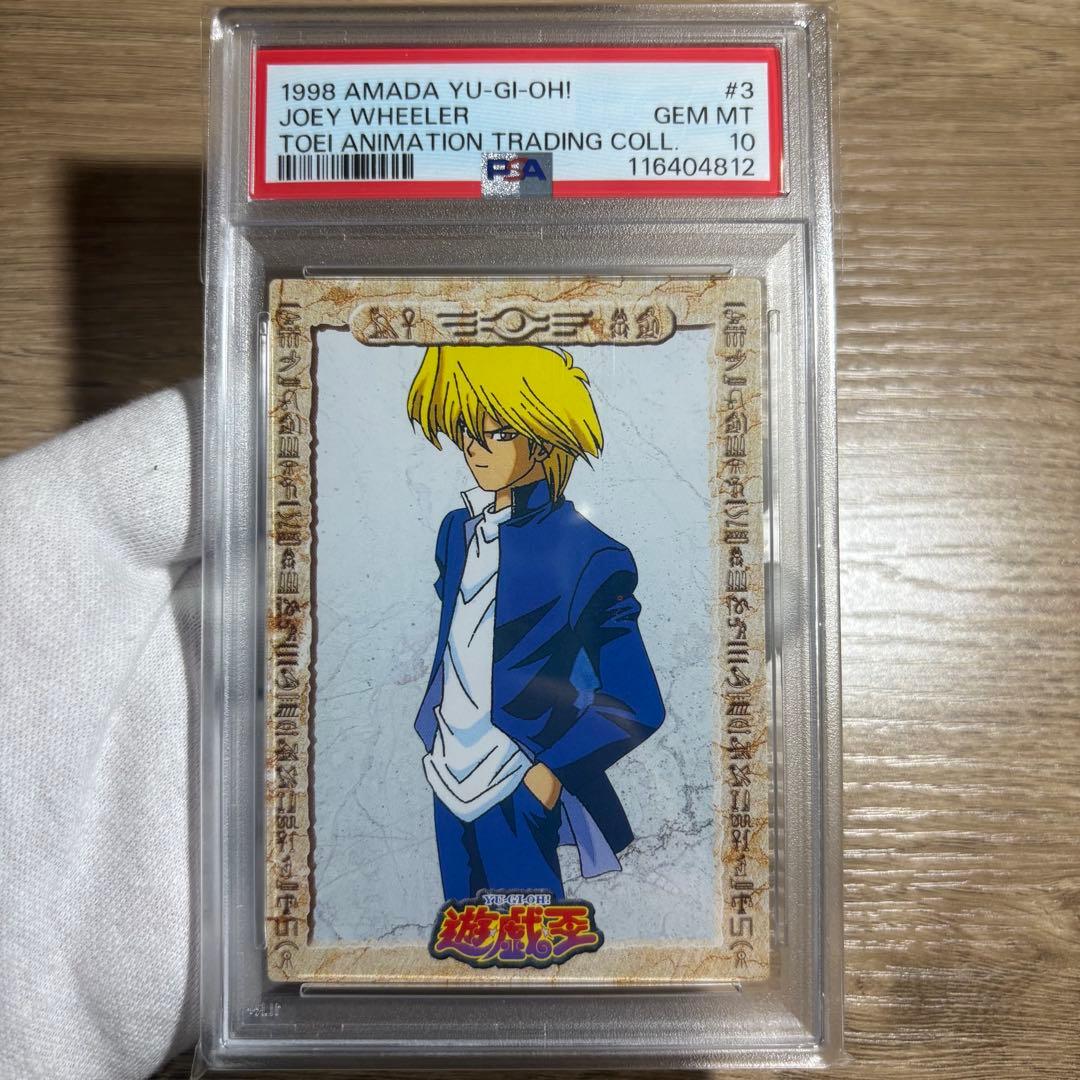 1998 AMADA YU-GI-OH! #3
JOEY WHEELER GEM MT
TOEI ANIMATION TRADING COLL. 10
PSA
116404812
YU-GI-OH!
遊戯王